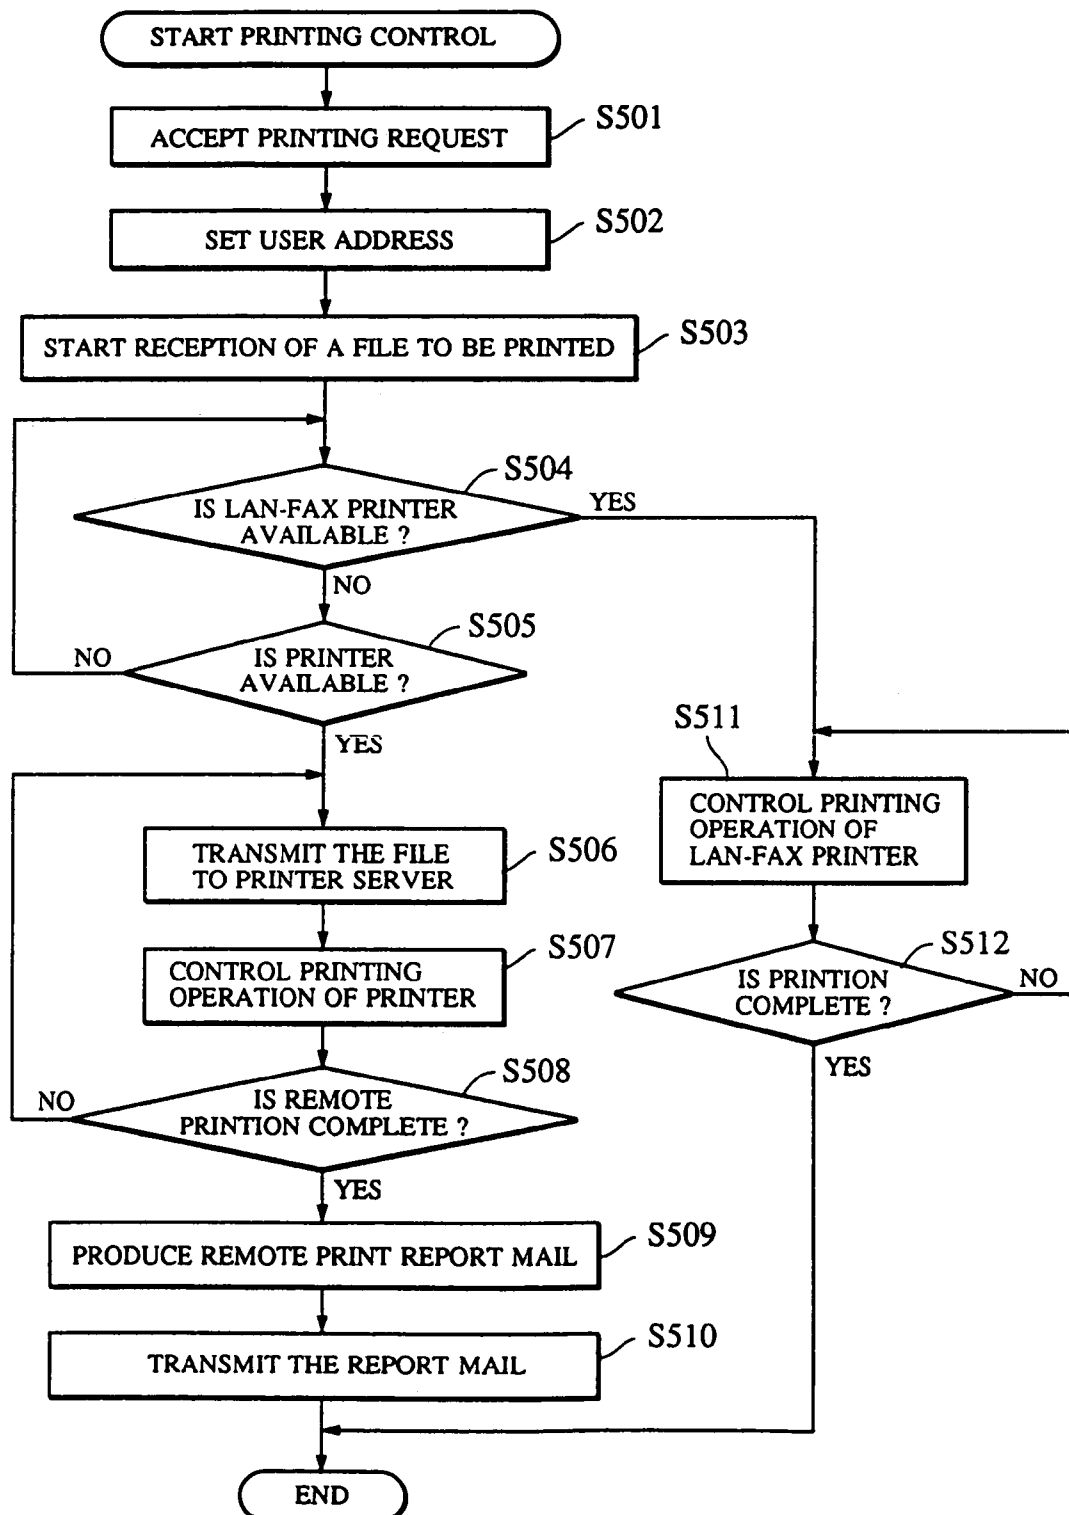 START PRINTING CONTROL
ACCEPT PRINTING REQUEST
S501
SET USER ADDRESS
S502
START RECEPTION OF A FILE TO BE PRINTED
S503
S504
IS LAN-FAX PRINTER
AVAILABLE ?
YES
NO
S505
IS PRINTER
AVAILABLE ?
NO
YES
TRANSMIT THE FILE
TO PRINTER SERVER
S506
CONTROL PRINTING
OPERATION OF PRINTER
S507
S508
IS REMOTE
PRINTION COMPLETE ?
NO
YES
PRODUCE REMOTE PRINT REPORT MAIL
S509
TRANSMIT THE REPORT MAIL
S510
S511
CONTROL PRINTING
OPERATION OF
LAN-FAX PRINTER
S512
IS PRINTION
COMPLETE ?
NO
YES
END